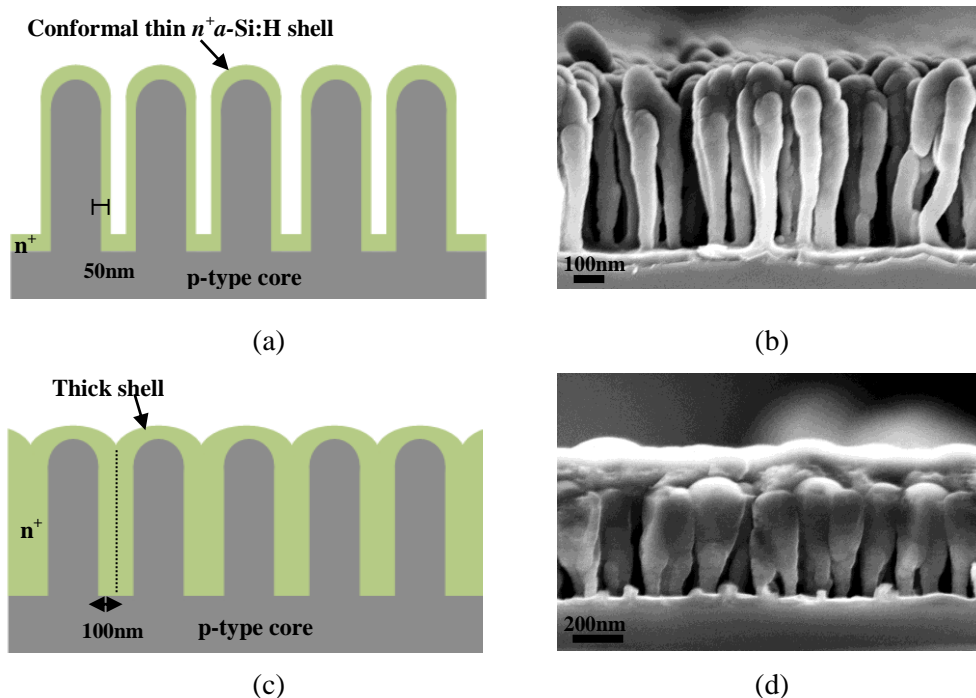 Conformal thin n⁺a-Si:H shell
n⁺
50nm
p-type core
(a)
100nm
(b)
Thick shell
n⁺
100nm
p-type core
(c)
200nm
(d)